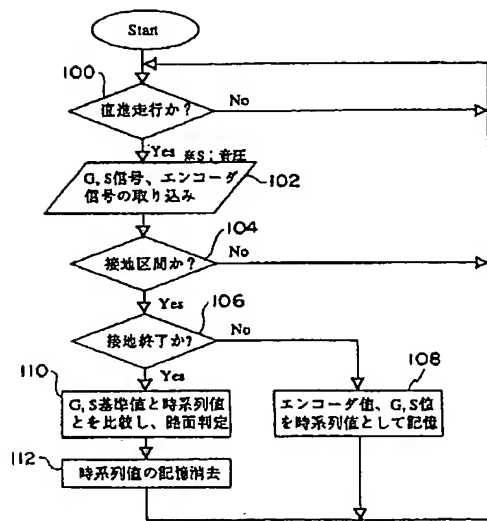 Start
100
直進走行か?
No
Yes
※S:音圧
G,S信号、エンコーダ
信号の取り込み
102
104
接地区間か?
No
Yes
106
接地終了か?
No
Yes
110
G,S基準値と時系列値
とを比較し、路面判定
108
エンコーダ値、G,S値
を時系列値として記憶
112
時系列値の記憶消去